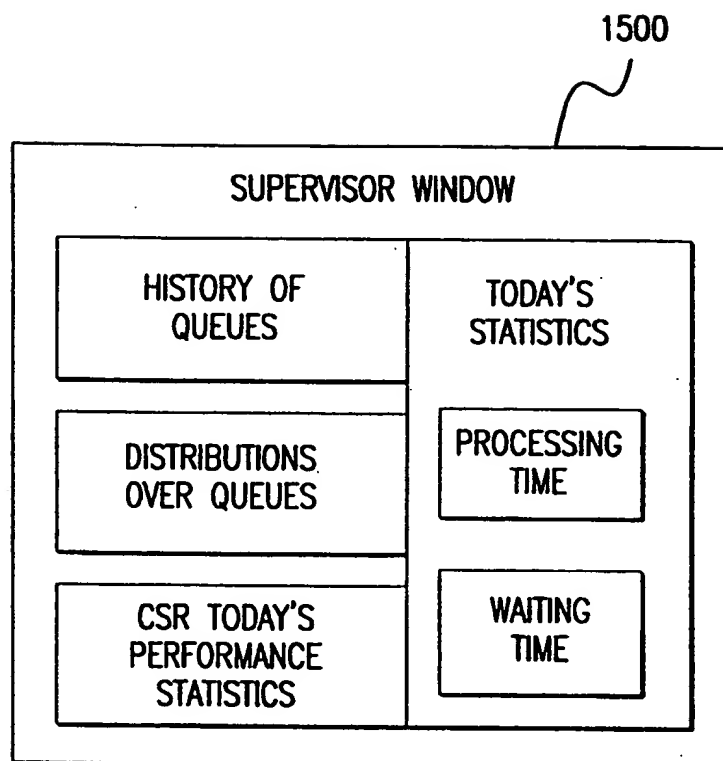 1500
SUPERVISOR WINDOW
HISTORY OF
QUEUES
DISTRIBUTIONS
OVER QUEUES
CSR TODAY'S
PERFORMANCE
STATISTICS
TODAY'S
STATISTICS
PROCESSING
TIME
WAITING
TIME